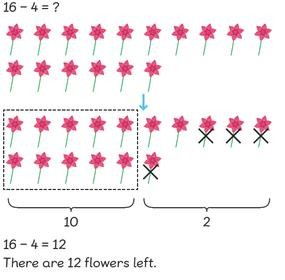 16 – 4 = ?
10
2
16 – 4 = 12
There are 12 flowers left.